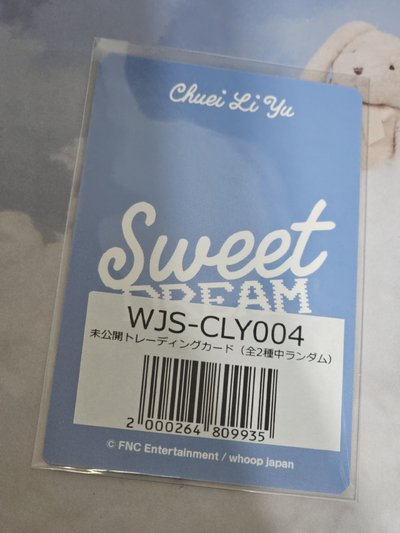 Chuei Li Yu
Sweet
DREAM
WJS-CLY004
未公開トレーディングカード（全2種中ランダム）
2 000264 809935
© FNC Entertainment / whoop japan